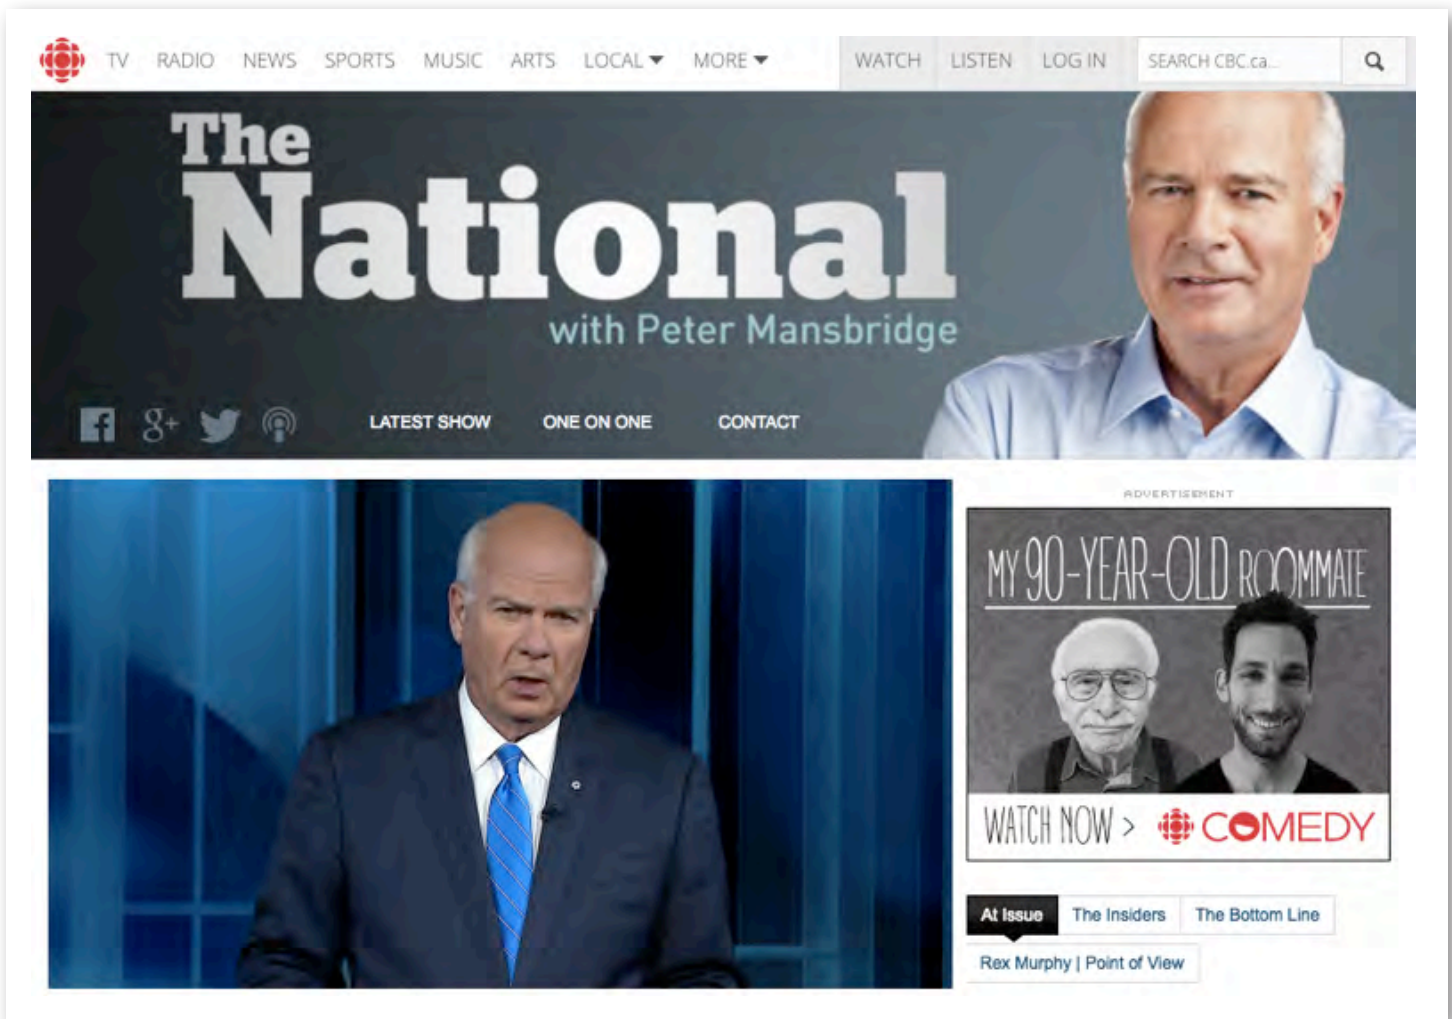 TV RADIO NEWS SPORTS MUSIC ARTS LOCAL MORE WATCH LISTEN LOG IN SEARCH CBC.ca...
The
National
with Peter Mansbridge
g+ LATEST SHOW ONE ON ONE CONTACT
ADVERTISEMENT
MY 90-YEAR-OLD ROOMMATE
WATCH NOW > COMEDY
At Issue The Insiders The Bottom Line
Rex Murphy | Point of View